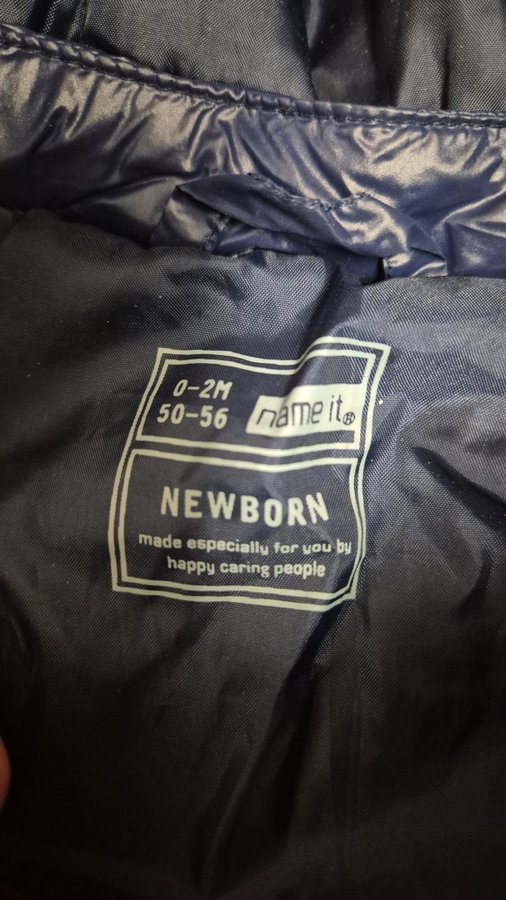 0-2M
50-56
name it®
NEWBORN
made especially for you by
happy caring people